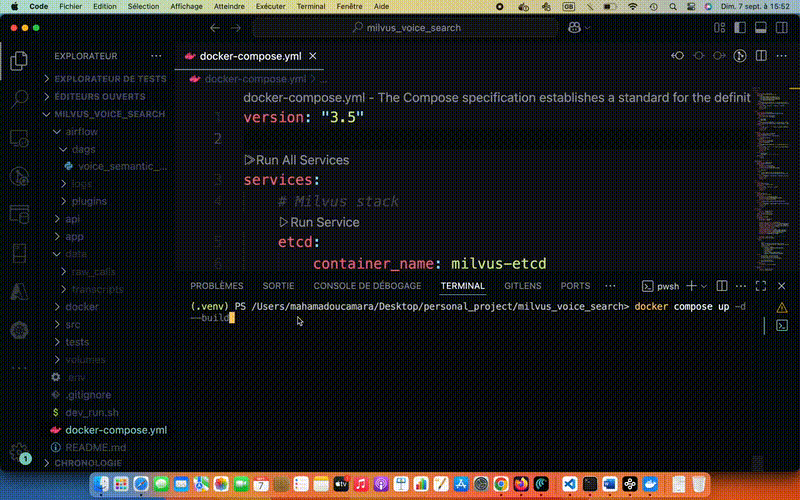 Code Fichier Edition Sélection Affichage Atteindre Exécuter Terminal Fenêtre Aide GB Dim. 7 sept. à 15:52
milvus_voice_search
EXPLORATEUR
docker-compose.yml
EXPLORATEUR DE TESTS
docker-compose.yml > ...
ÉDITEURS OUVERTS
docker-compose.yml - The Compose specification establishes a standard for the definit
MILVUS_VOICE_SEARCH
1 version: "3.5"
airflow
2
dags
Run All Services
voice_semantic_...
3 services:
logs
4 # Milvus stack
plugins
Run Service
api
5 etcd:
app
6 container_name: milvus-etcd
data
raw_calls
PROBLÈMES SORTIE CONSOLE DE DÉBOGAGE TERMINAL GITLENS PORTS pwsh
transcripts
docker
(.venv) PS /Users/mahamadoucamara/Desktop/personal_project/milvus_voice_search> docker compose up -d
--build
src
tests
volumes
.env
.gitignore
$ dev_run.sh
docker-compose.yml
README.md
1
CHRONOLOGIE